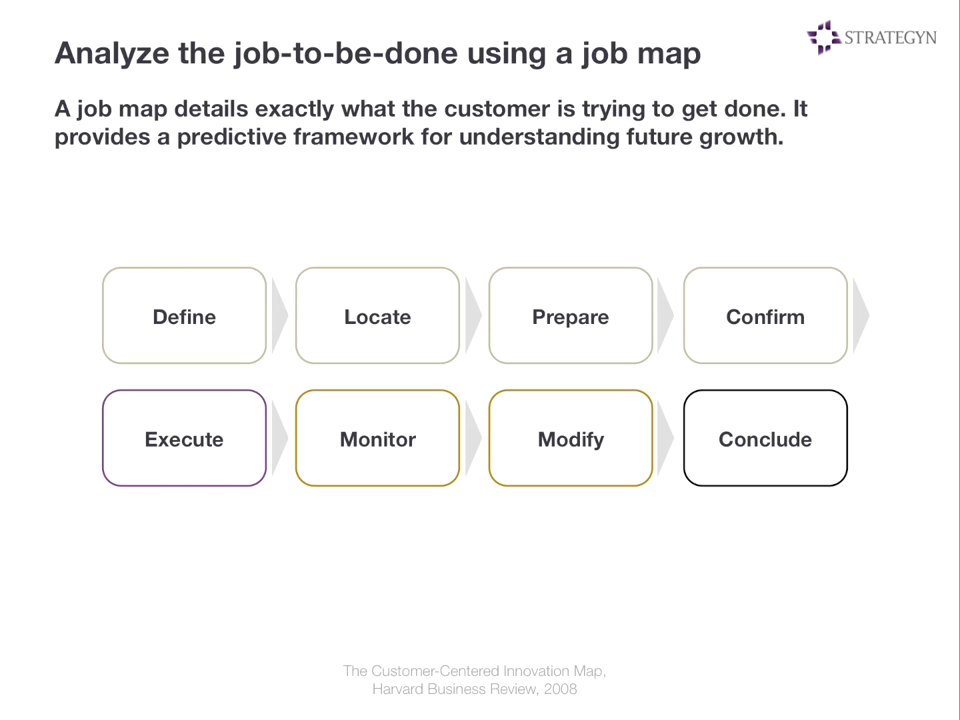 STRATEGYN
Analyze the job-to-be-done using a job map
A job map details exactly what the customer is trying to get done. It
provides a predictive framework for understanding future growth.
Define
Locate
Prepare
Confirm
Execute
Monitor
Modify
Conclude
The Customer-Centered Innovation Map,
Harvard Business Review, 2008